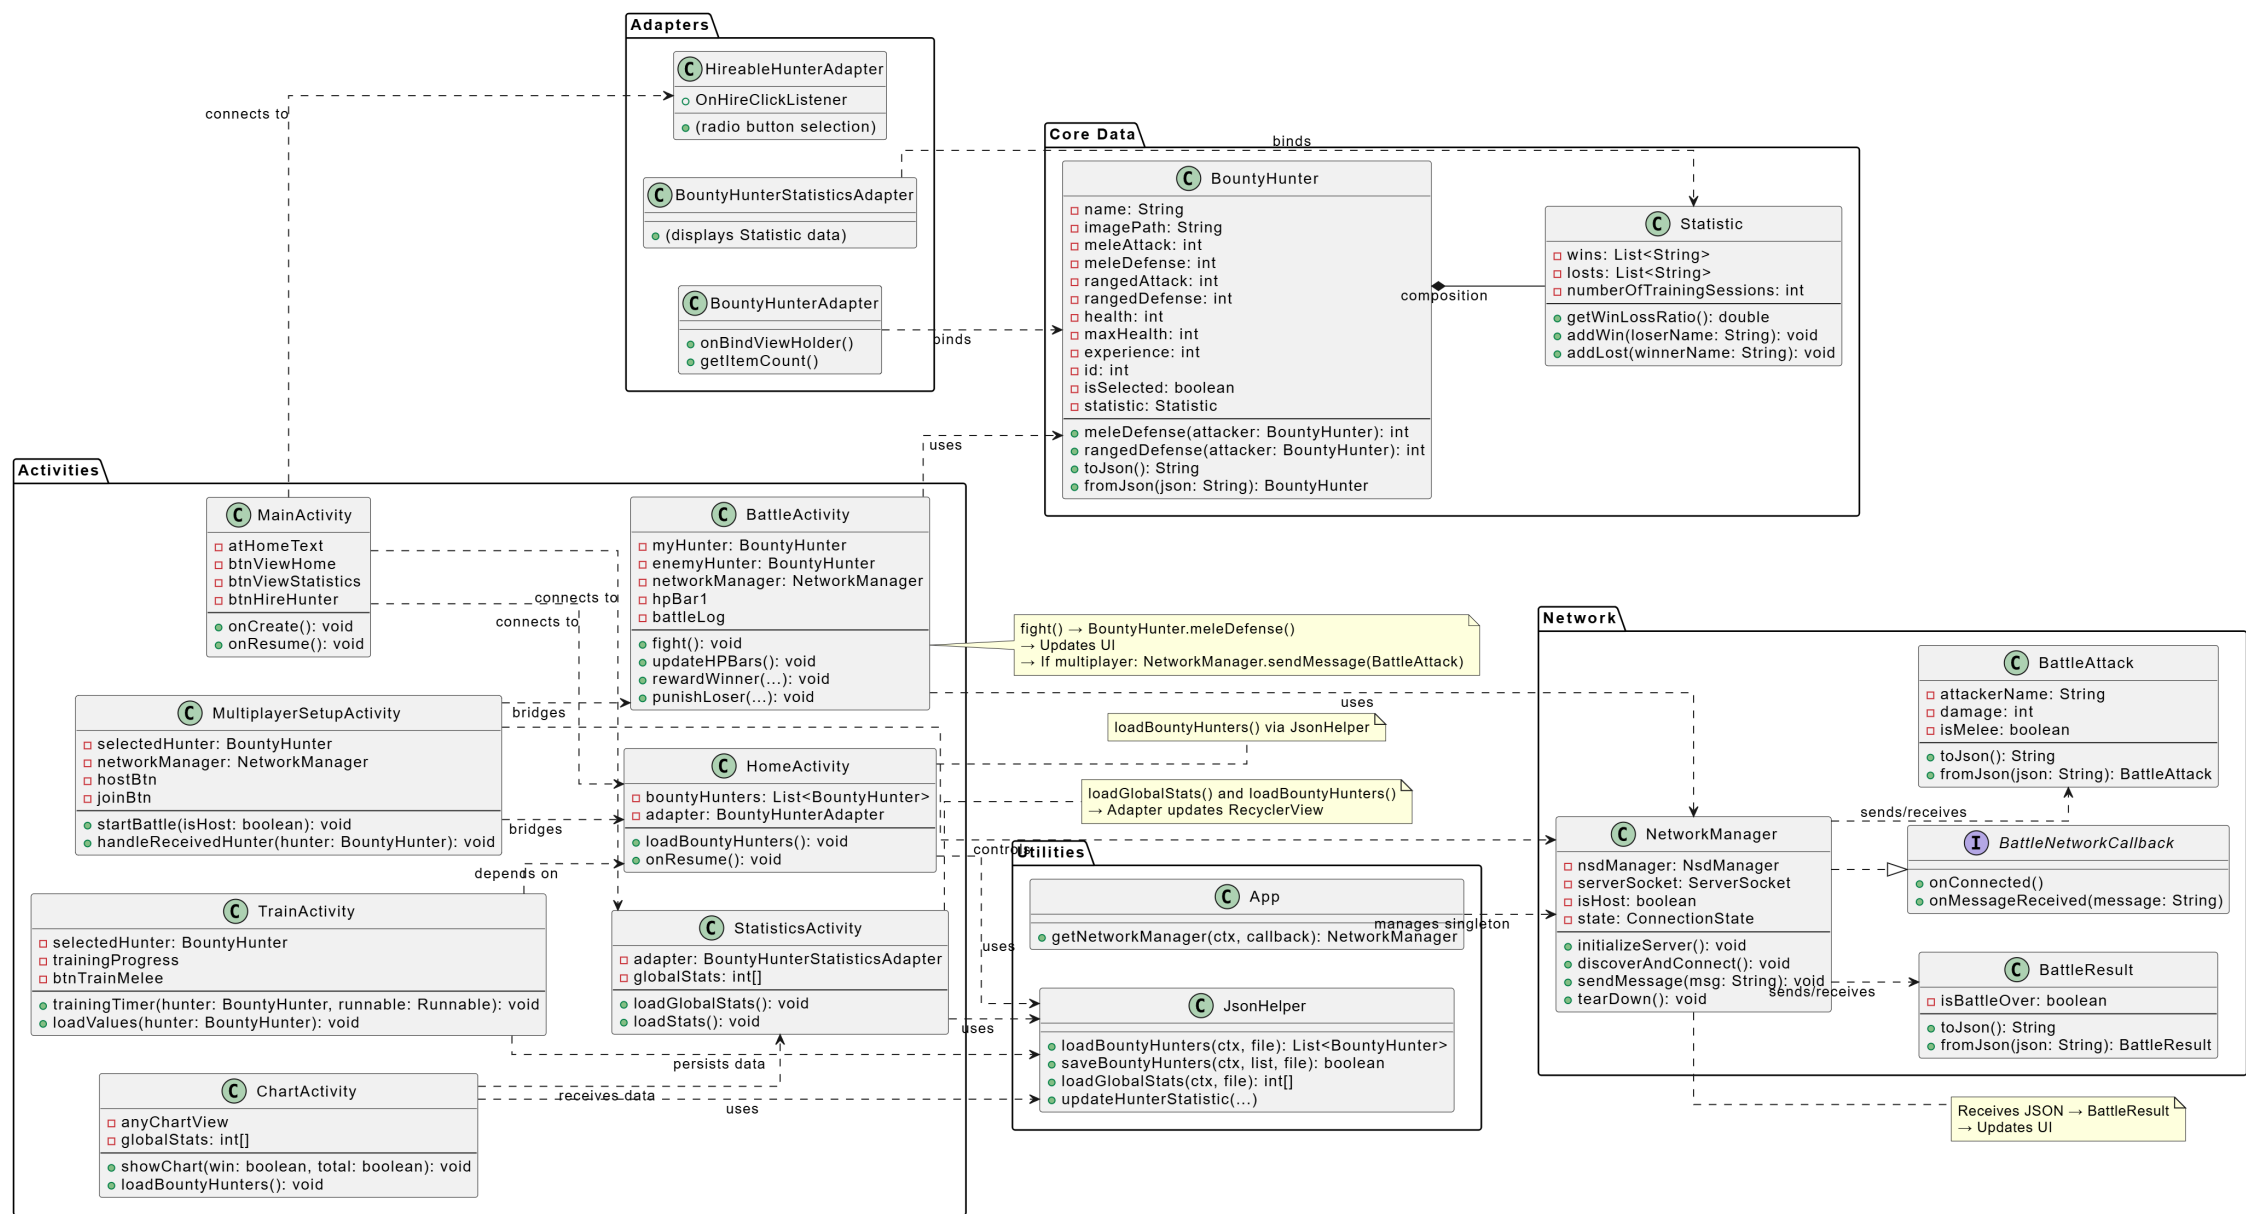 Adapters
C HireableHunterAdapter
OnHireClickListener
(radio button selection)
connects to
C BountyHunterStatisticsAdapter
(displays Statistic data)
C BountyHunterAdapter
onBindViewHolder()
getItemCount()
binds
binds
Core Data
C BountyHunter
name: String
imagePath: String
meleAttack: int
meleDefense: int
rangedAttack: int
rangedDefense: int
health: int
maxHealth: int
experience: int
id: int
isSelected: boolean
statistic: Statistic
meleDefense(attacker: BountyHunter): int
rangedDefense(attacker: BountyHunter): int
toJson(): String
fromJson(json: String): BountyHunter
composition
C Statistic
wins: List<String>
losts: List<String>
numberOfTrainingSessions: int
getWinLossRatio(): double
addWin(loserName: String): void
addLost(winnerName: String): void
uses
Activities
C MainActivity
atHomeText
btnViewHome
btnViewStatistics
btnHireHunter
onCreate(): void
onResume(): void
connects to
connects to
C BattleActivity
myHunter: BountyHunter
enemyHunter: BountyHunter
networkManager: NetworkManager
hpBar1
battleLog
fight(): void
updateHPBars(): void
rewardWinner(...): void
punishLoser(...): void
fight() → BountyHunter.meleDefense()
→ Updates UI
→ If multiplayer: NetworkManager.sendMessage(BattleAttack)
uses
C MultiplayerSetupActivity
selectedHunter: BountyHunter
networkManager: NetworkManager
hostBtn
joinBtn
startBattle(isHost: boolean): void
handleReceivedHunter(hunter: BountyHunter): void
bridges
bridges
C HomeActivity
bountyHunters: List<BountyHunter>
adapter: BountyHunterAdapter
loadBountyHunters(): void
onResume(): void
loadBountyHunters() via JsonHelper
loadGlobalStats() and loadBountyHunters()
→ Adapter updates RecyclerView
controls
depends on
C TrainActivity
selectedHunter: BountyHunter
trainingProgress
btnTrainMelee
trainingTimer(hunter: BountyHunter, runnable: Runnable): void
loadValues(hunter: BountyHunter): void
C StatisticsActivity
adapter: BountyHunterStatisticsAdapter
globalStats: int[]
loadGlobalStats(): void
loadStats(): void
uses
uses
persists data
C ChartActivity
anyChartView
globalStats: int[]
showChart(win: boolean, total: boolean): void
loadBountyHunters(): void
receives data
uses
Utilities
C App
getNetworkManager(ctx, callback): NetworkManager
manages singleton
C JsonHelper
loadBountyHunters(ctx, file): List<BountyHunter>
saveBountyHunters(ctx, list, file): boolean
loadGlobalStats(ctx, file): int[]
updateHunterStatistic(...)
Network
C BattleAttack
attackerName: String
damage: int
isMelee: boolean
toJson(): String
fromJson(json: String): BattleAttack
sends/receives
C NetworkManager
nsdManager: NsdManager
serverSocket: ServerSocket
isHost: boolean
state: ConnectionState
initializeServer(): void
discoverAndConnect(): void
sendMessage(msg: String): void
tearDown(): void
I BattleNetworkCallback
onConnected()
onMessageReceived(message: String)
sends/receives
C BattleResult
isBattleOver: boolean
toJson(): String
fromJson(json: String): BattleResult
Receives JSON → BattleResult
→ Updates UI